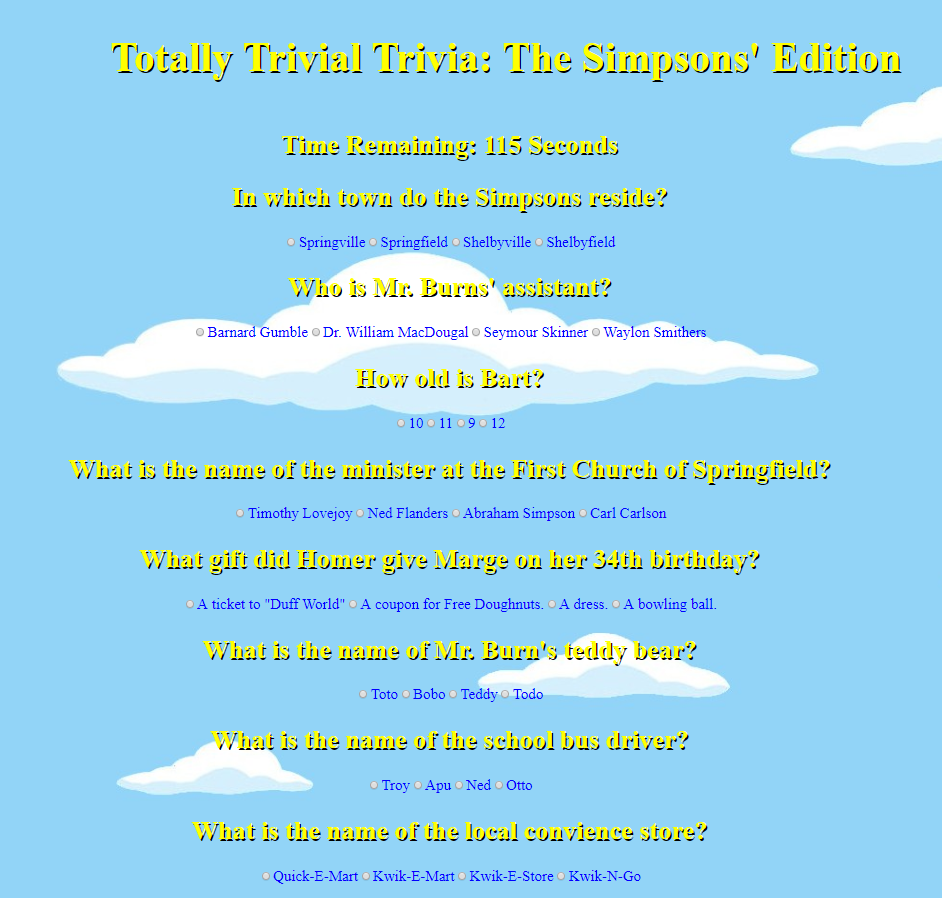 Totally Trivial Trivia: The Simpsons' Edition
Time Remaining: 115 Seconds
In which town do the Simpsons reside?
Springville Springfield Shelbyville Shelbyfield
Who is Mr. Burns' assistant?
Barnard Gumble Dr. William MacDougal Seymour Skinner Waylon Smithers
How old is Bart?
10 11 9 12
What is the name of the minister at the First Church of Springfield?
Timothy Lovejoy Ned Flanders Abraham Simpson Carl Carlson
What gift did Homer give Marge on her 34th birthday?
A ticket to "Duff World" A coupon for Free Doughnuts. A dress. A bowling ball.
What is the name of Mr. Burn's teddy bear?
Toto Bobo Teddy Todo
What is the name of the school bus driver?
Troy Apu Ned Otto
What is the name of the local convience store?
Quick-E-Mart Kwik-E-Mart Kwik-E-Store Kwik-N-Go